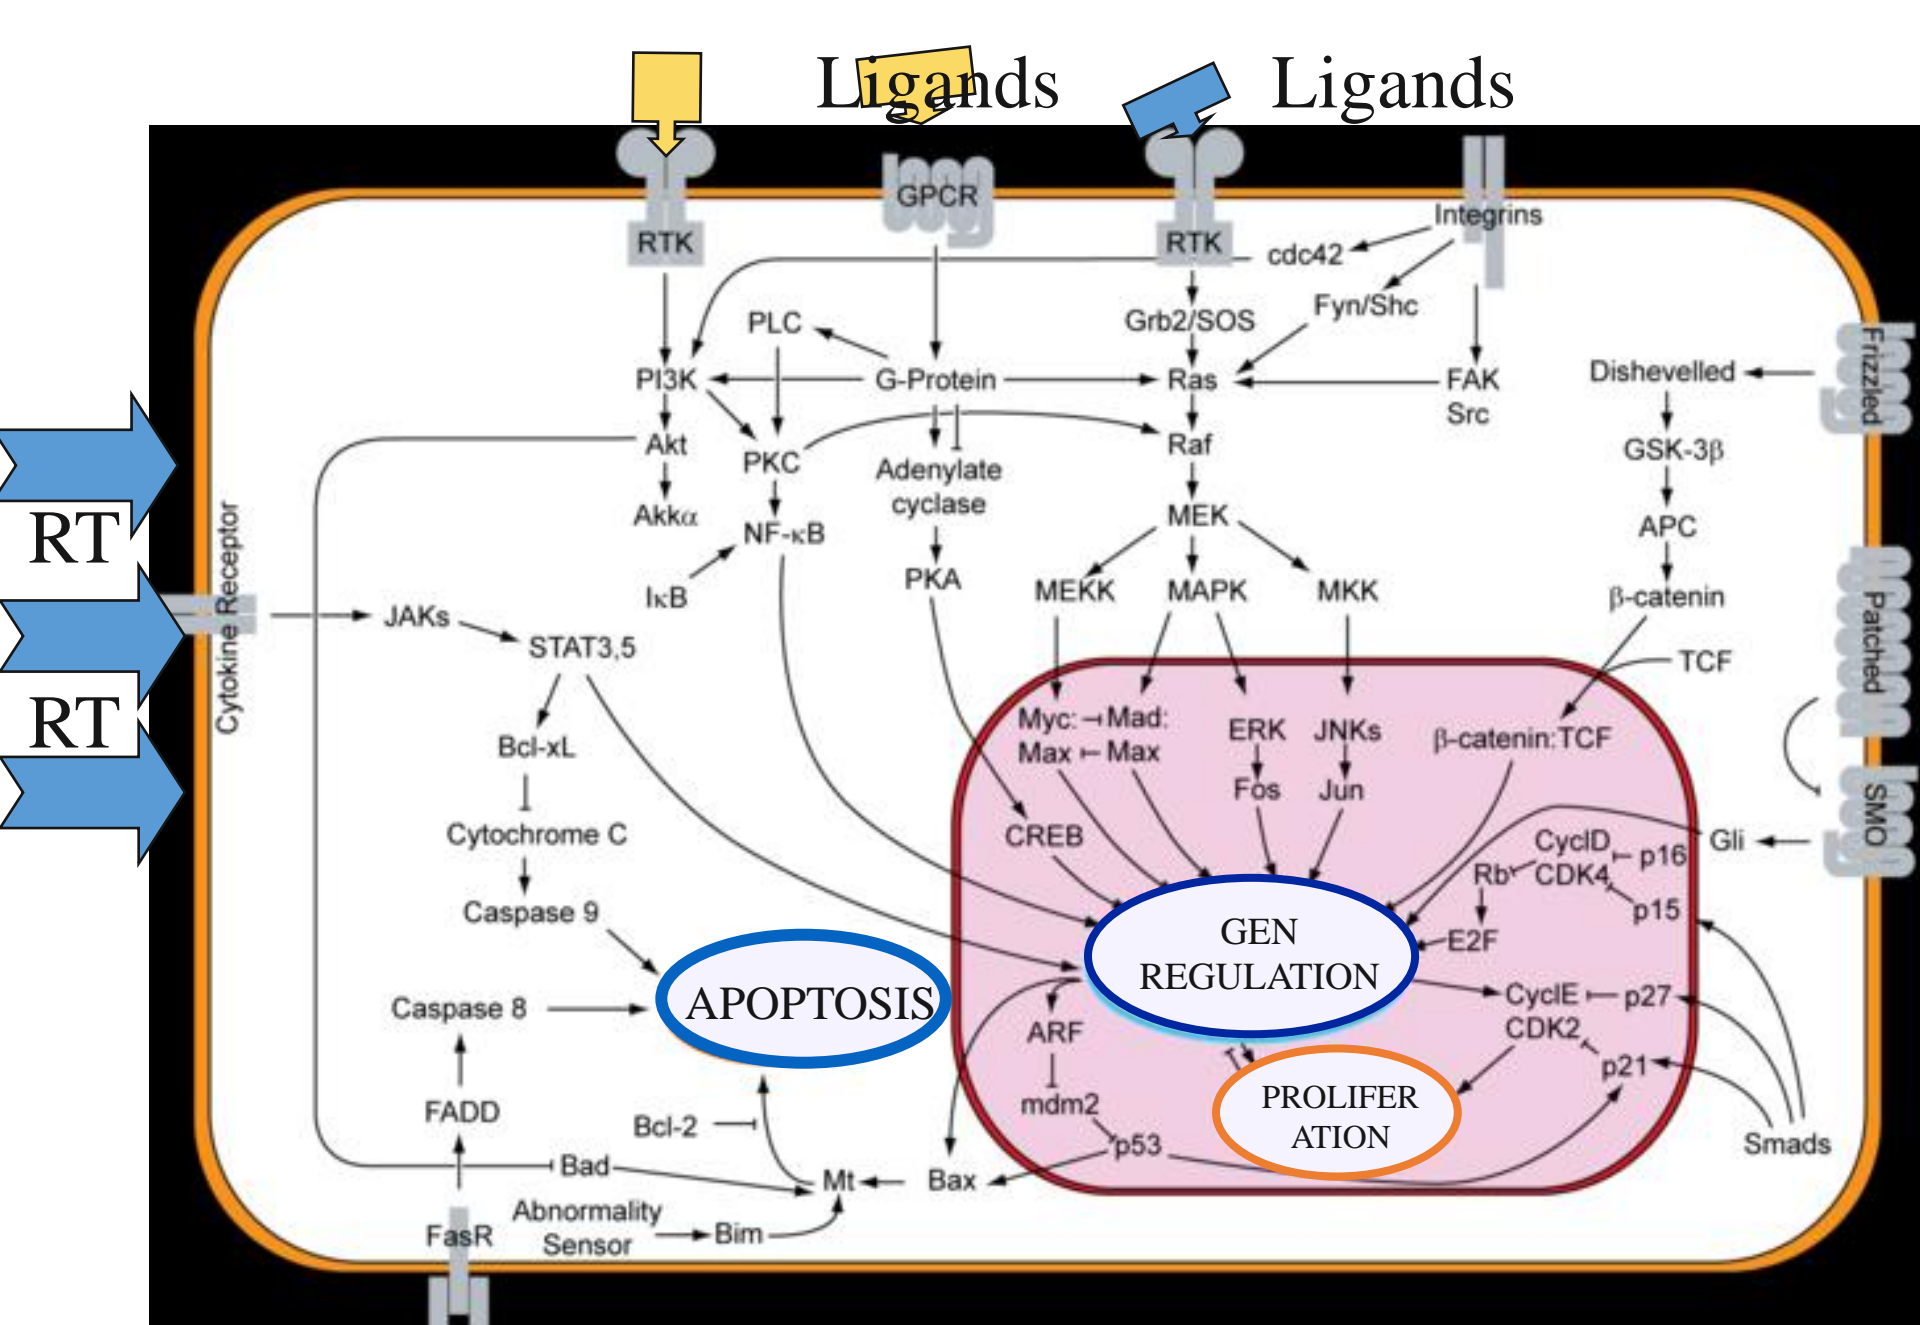 Ligands
Ligands
GPCR
RTK
RTK
Integrins
cdc42
Fyn/Shc
PLC
Grb2/SOS
PI3K
G-Protein
Ras
FAK
Src
Dishevelled
Frizzled
Akt
PKC
Raf
GSK-3β
Adenylate
cyclase
Akkα
NF-κB
MEK
APC
RT
IκB
PKA
MEKK
MAPK
MKK
β-catenin
Cytokine Receptor
JAKs
STAT3,5
TCF
Patched
RT
Bcl-xL
Myc:
Mad:
Max
Max
ERK
JNKs
β-catenin:TCF
Fos
Jun
SMO
Cytochrome C
CREB
CyclD
CDK4
p16
Gli
Rb
p15
Caspase 9
GEN
REGULATION
E2F
APOPTOSIS
Caspase 8
CyclE
CDK2
p27
ARF
p21
FADD
mdm2
PROLIFER
ATION
Bcl-2
p53
Smads
Bad
Mt
Bax
Abnormality
Sensor
Bim
FasR